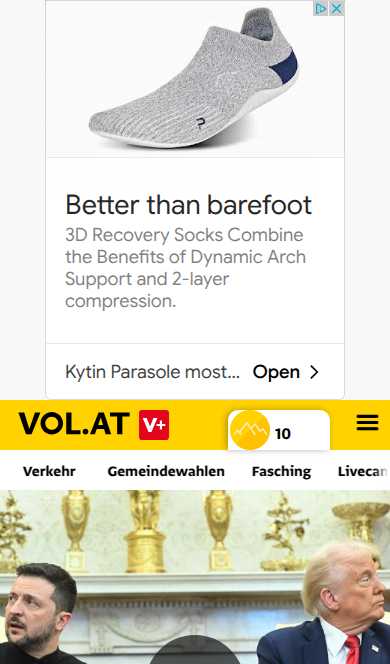 Better than barefoot
3D Recovery Socks Combine
the Benefits of Dynamic Arch
Support and 2-layer
compression.
Kytin Parasole most... Open
VOL.AT V+ 10
Verkehr Gemeindewahlen Fasching Livecam